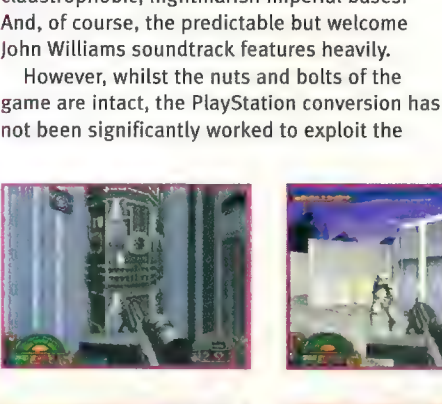 claustrophobic, nightmarish Imperial bases.
And, of course, the predictable but welcome
John Williams soundtrack features heavily.
However, whilst the nuts and bolts of the
game are intact, the PlayStation conversion has
not been significantly worked to exploit the